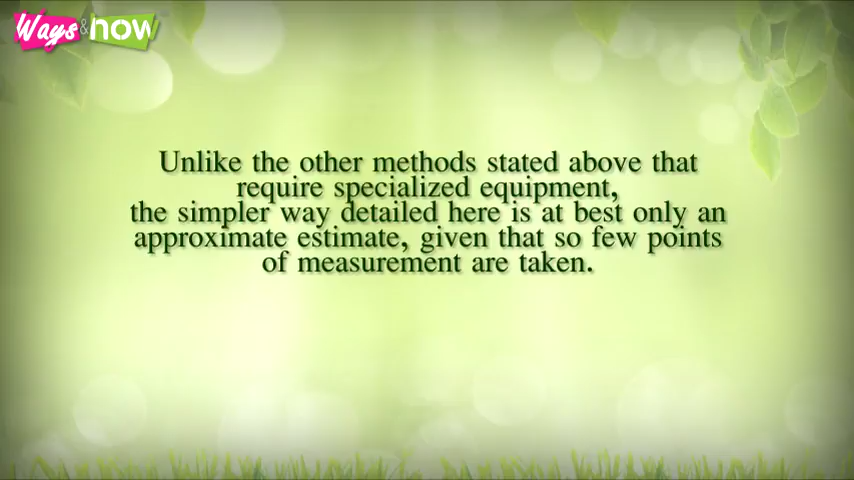 Ways & how
Unlike the other methods stated above that
require specialized equipment,
the simpler way detailed here is at best only an
approximate estimate, given that so few points
of measurement are taken.